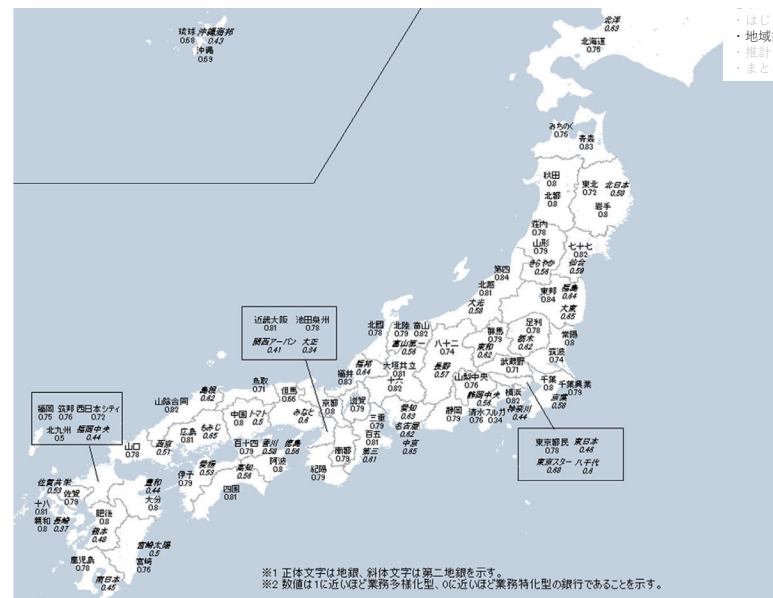 ・はじ
・地域
・推計
・まと
琉球 沖縄海邦
0.68 0.43
沖縄
0.69
北洋
0.63
北海道
0.75
みちのく
0.76
青森
0.83
秋田
0.8
北都
0.8
東北 北日本
0.72 0.58
岩手
0.8
荘内
0.78
山形
0.79
きらやか
0.56
七十七
0.82
仙台
0.59
第四
0.84
北越
0.81
大光
0.58
東邦 福島
0.84 0.64
大東
0.65
近畿大阪 池田泉州
0.81 0.78
関西アーバン 大正
0.41 0.34
北國
0.78
北陸 富山
0.79 0.82
富山第一
0.56
八十二
0.74
長野
0.57
群馬
0.79
東和
0.62
足利
0.78
栃木
0.62
常陽
0.8
筑波
0.74
武蔵野
0.71
千葉 千葉興業
0.8 0.79
京葉
0.58
横浜
0.82
神奈川
0.44
山梨中央
0.76
静岡中央
0.56
静岡
0.79
清水 スルガ
0.76 0.34
福井
0.83
福邦
0.64
大垣共立
0.81
十六
0.82
愛知
0.63
名古屋
0.62
中京
0.65
三重
0.79
百五
0.81
第三
0.61
滋賀
0.79
京都
0.8
南都
0.79
紀陽
0.79
但馬
0.66
みなと
0.6
鳥取
0.71
島根
0.62
山陰合同
0.82
中国 トマト
0.8 0.5
広島
0.81
もみじ
0.65
山口
0.78
西京
0.51
百十四 香川
0.79 0.58
徳島
0.56
阿波
0.8
愛媛
0.53
伊予
0.79
高知
0.56
四国
0.81
福岡 筑邦 西日本シティ
0.75 0.76 0.72
北九州 福岡中央
0.5 0.44
佐賀共栄
0.53
佐賀
0.79
十八
0.81
親和 長崎
0.8 0.37
肥後
0.8
熊本
0.48
豊和
0.44
大分
0.8
宮崎太陽
0.5
宮崎
0.76
鹿児島
0.78
南日本
0.45
東京都民 東日本
0.78 0.46
東京スター 八千代
0.68 0.6
※1 正体文字は地銀、斜体文字は第二地銀を示す。
※2 数値は1に近いほど業務多様化型、0に近いほど業務特化型の銀行であることを示す。